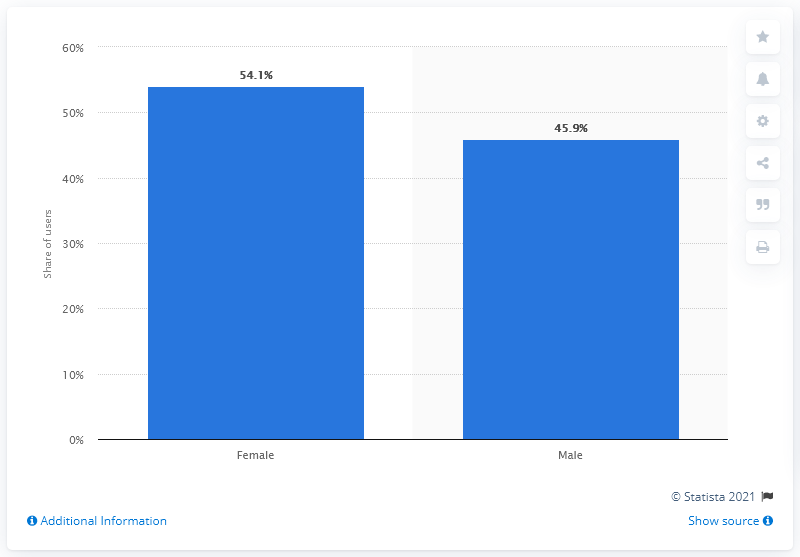 60%
54.1%
50%
45.9%
40%
30%
20%
10%
0%
Share of users
Female Male
© Statista 2021
Additional Information Show source